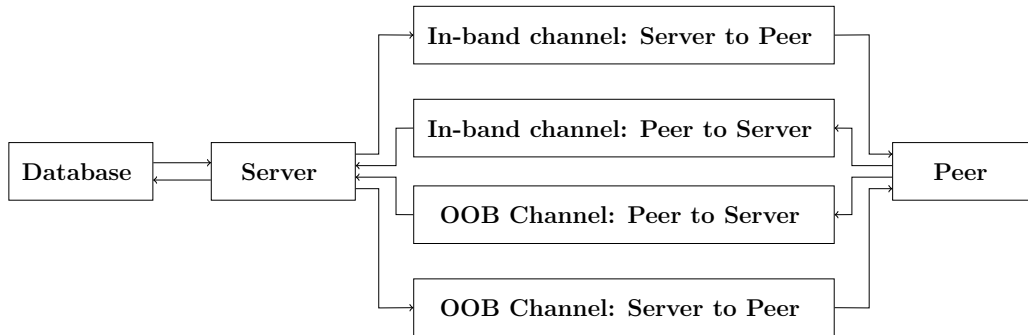 In-band channel: Server to Peer
In-band channel: Peer to Server
Database
Server
Peer
OOB Channel: Peer to Server
OOB Channel: Server to Peer